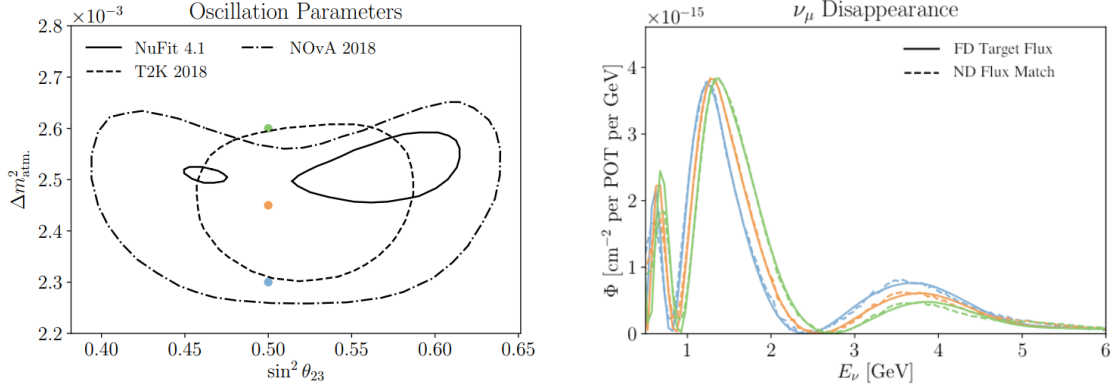 Oscillation Parameters
×10−3
NuFit 4.1
T2K 2018
NOvA 2018
2.8
2.7
2.6
2.5
2.4
2.3
2.2
Δm²atm.
0.40
0.45
0.50
0.55
0.60
0.65
sin² θ23
νμ Disappearance
×10−15
FD Target Flux
ND Flux Match
4
3
2
1
0
Φ [cm−2 per POT per GeV]
1
2
3
4
5
6
Eν [GeV]